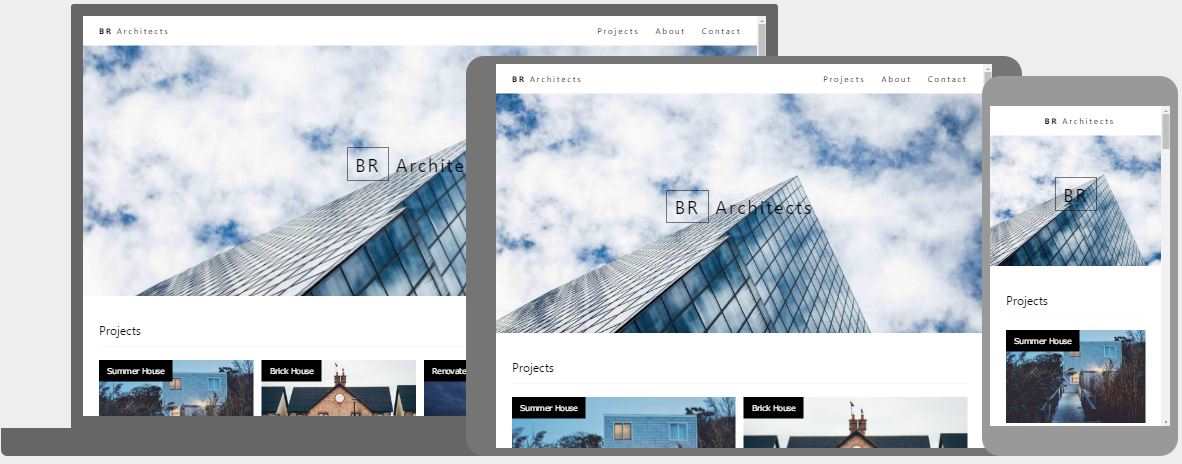 BR Architects
Projects About Contact
BR Archite
Projects
Summer House
Brick House
Renovate
BR Architects
Projects About Contact
BR Architects
Projects
Summer House
Brick House
BR Architects
BR
Projects
Summer House